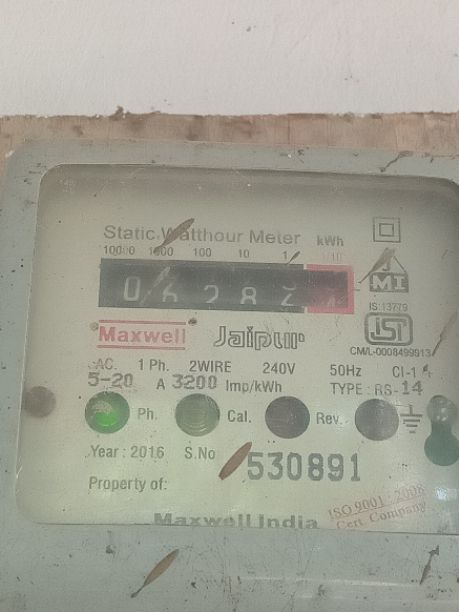 Static Watthour Meter kWh
10000 1000 100 10 1 1/10
0 6 2 8
JMI
IS:13779
ISI
Maxwell Jaipur
CM/L-0008499913
AC. 1 Ph. 2WIRE 240V 50Hz Cl-1
5-20 A 3200 Imp/kWh TYPE : RS-14
Ph. Cal. Rev.
Year : 2016 S.No 530891
Property of:
ISO 9001 : 2008
Cert. Company
Maxwell India